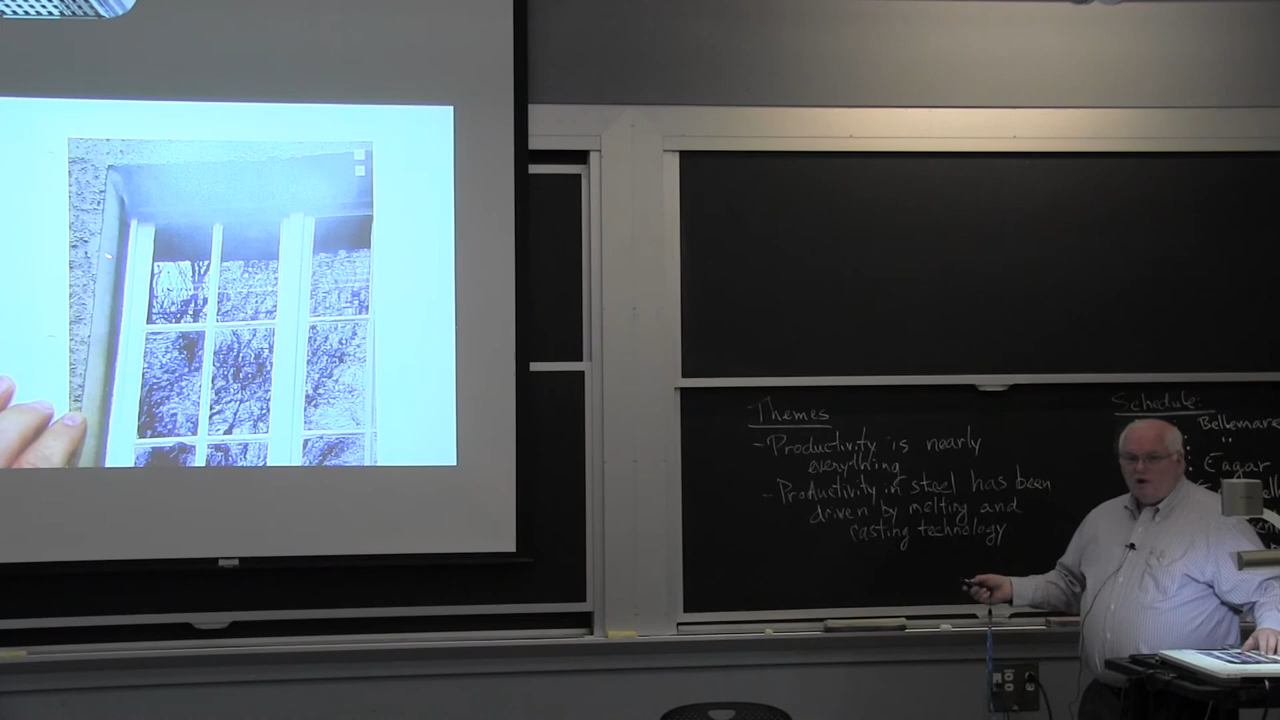 Themes
- Productivity is nearly
everything
- Productivity in steel has been
driven by melting and
casting technology
Schedule:
Bellemare
" 
: Eagar